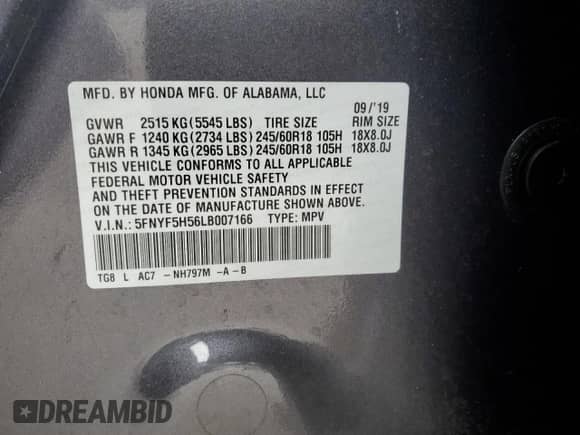 MFD. BY HONDA MFG. OF ALABAMA, LLC
09/'19
GVWR 2515 KG(5545 LBS) TIRE SIZE RIM SIZE
GAWR F 1240 KG(2734 LBS)245/60R18 105H 18X8.0J
GAWR R 1345 KG(2965 LBS)245/60R18 105H 18X8.0J
THIS VEHICLE CONFORMS TO ALL APPLICABLE
FEDERAL MOTOR VEHICLE SAFETY
AND THEFT PREVENTION STANDARDS IN EFFECT
ON THE DATE OF MANUFACTURE SHOWN ABOVE.
V.I.N.: 5FNYF5H56LB007166 TYPE: MPV
TG8 L AC7 -NH797M -A-B
DREAMBID